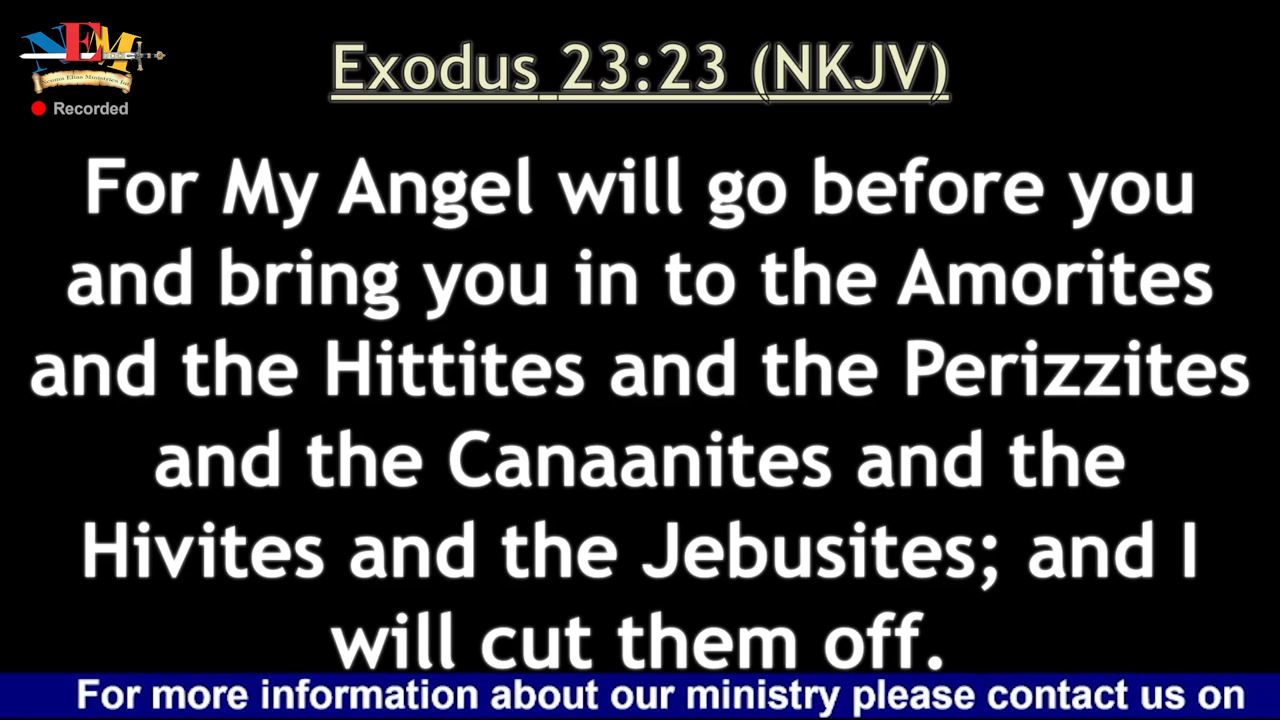 NEM
Recorded
Exodus 23:23 (NKJV)
For My Angel will go before you
and bring you in to the Amorites
and the Hittites and the Perizzites
and the Canaanites and the
Hivites and the Jebusites; and I
will cut them off.
For more information about our ministry please contact us on